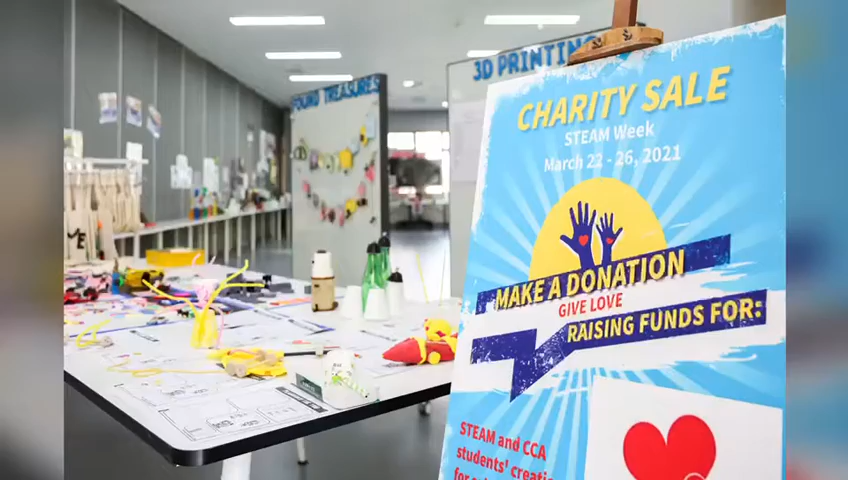 FOUND TREASURES
3D PRINTING
CHARITY SALE
STEAM Week
March 22 - 26, 2021
MAKE A DONATION
GIVE LOVE
RAISING FUNDS FOR:
STEAM and CCA
students'